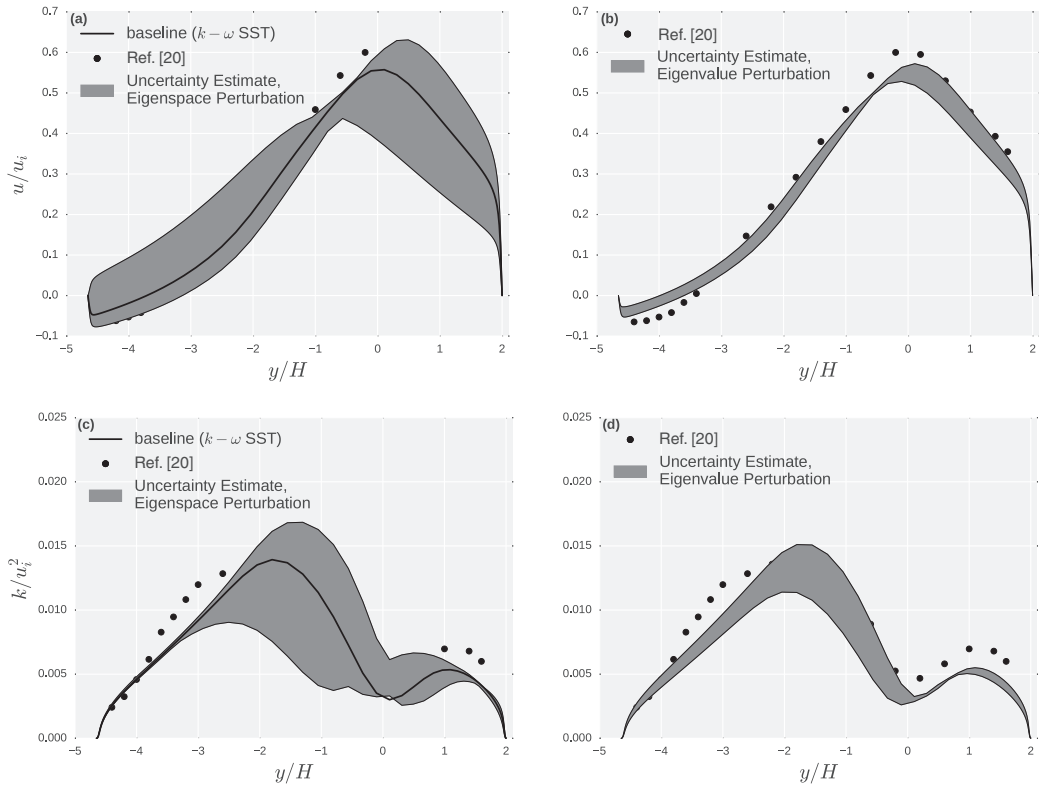 (a)
baseline (k − ω SST)
Ref. [20]
Uncertainty Estimate,
Eigenspace Perturbation
0.7
0.6
0.5
0.4
0.3
0.2
0.1
0.0
−0.1
u/u_i
−5 −4 −3 −2 −1 0 1 2
y/H
(b)
Ref. [20]
Uncertainty Estimate,
Eigenvalue Perturbation
0.7
0.6
0.5
0.4
0.3
0.2
0.1
0.0
−0.1
−5 −4 −3 −2 −1 0 1 2
y/H
(c)
baseline (k − ω SST)
Ref. [20]
Uncertainty Estimate,
Eigenspace Perturbation
0.025
0.020
0.015
0.010
0.005
0.000
k/u_i^2
−5 −4 −3 −2 −1 0 1 2
y/H
(d)
Ref. [20]
Uncertainty Estimate,
Eigenvalue Perturbation
0.025
0.020
0.015
0.010
0.005
0.000
−5 −4 −3 −2 −1 0 1 2
y/H